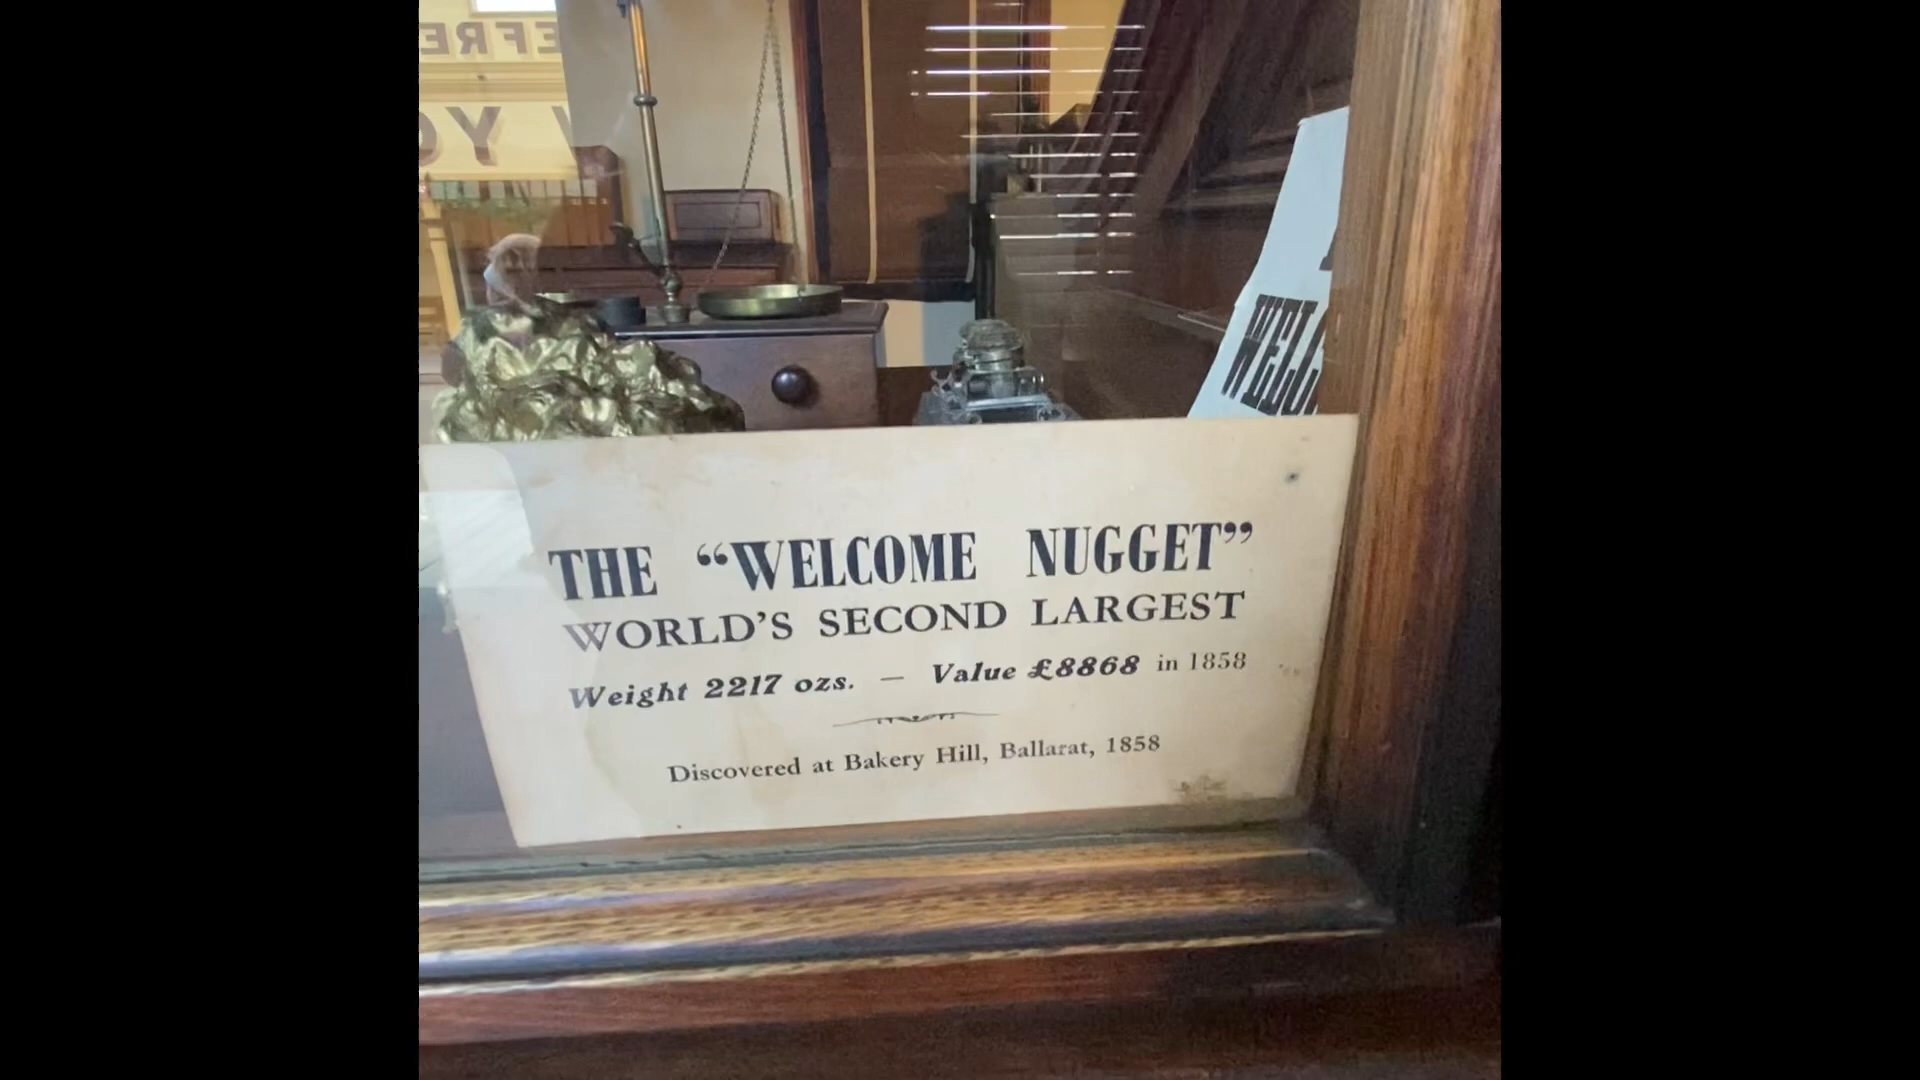 THE “WELCOME NUGGET”
WORLD'S SECOND LARGEST
Weight 2217 ozs. — Value £8868 in 1858
Discovered at Bakery Hill, Ballarat, 1858